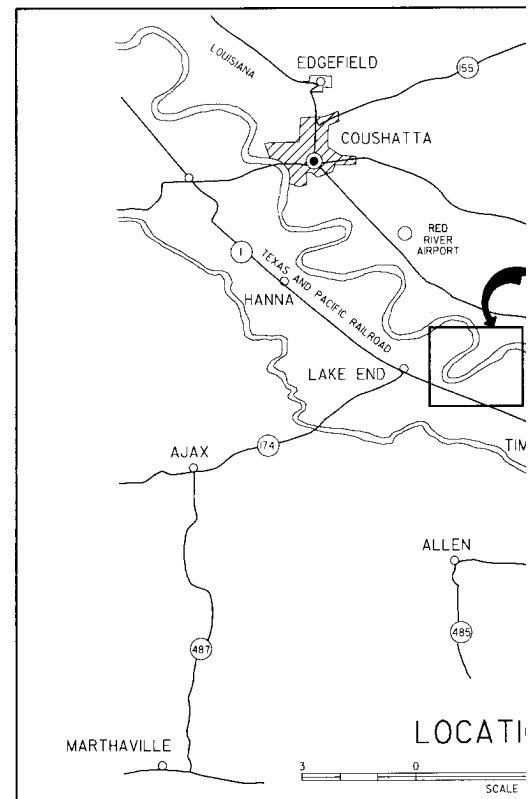 LOUISIANA
EDGEFIELD
155
COUSHATTA
RED
RIVER
AIRPORT
1
TEXAS AND PACIFIC RAILROAD
HANNA
LAKE END
TIM
174
AJAX
ALLEN
485
487
LOCATIO
MARTHAVILLE
3 0
SCALE